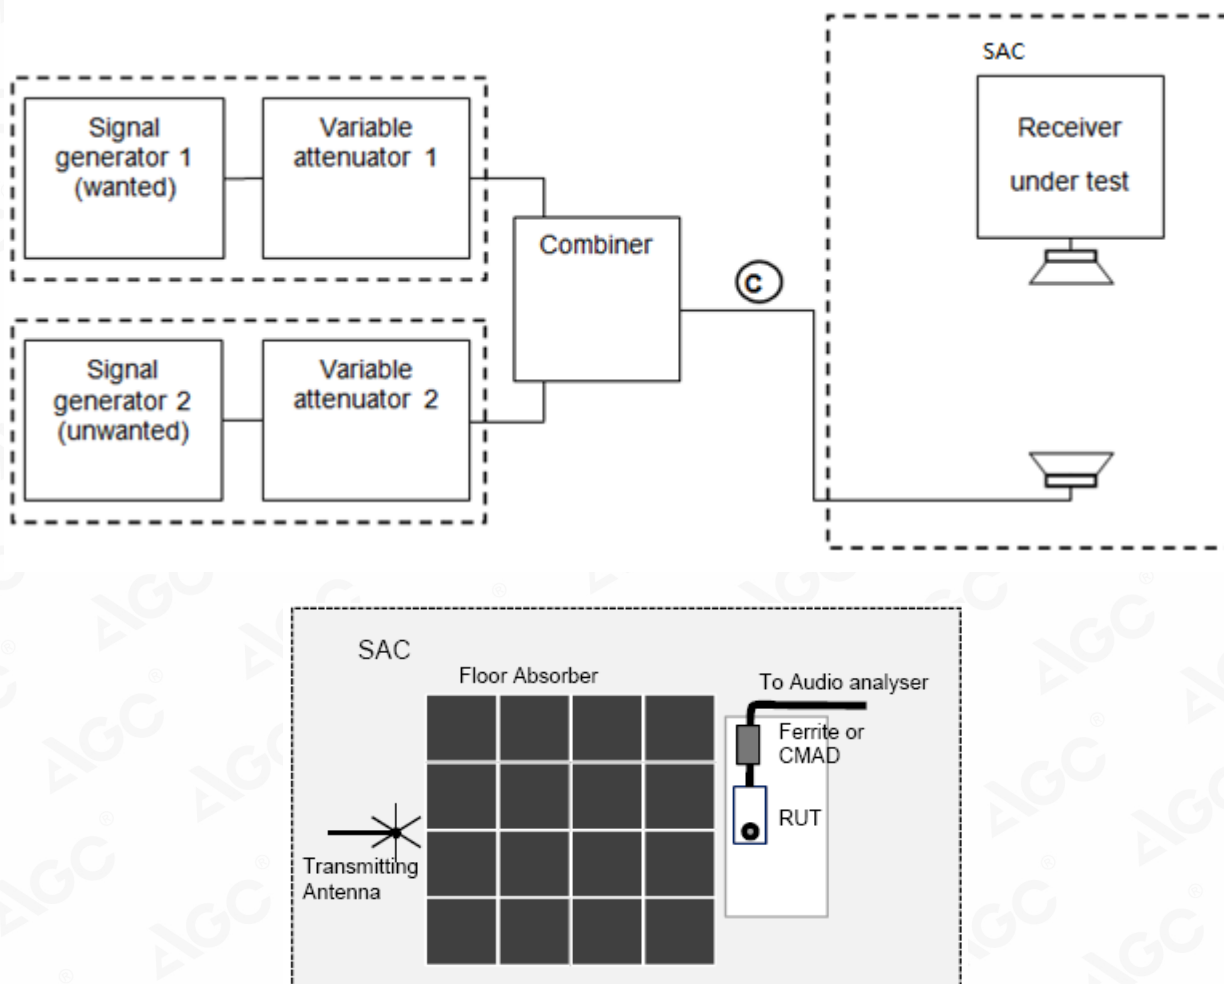 SAC
Signal
generator 1
(wanted)
Variable
attenuator 1
Receiver
under test
Combiner
C
Signal
generator 2
(unwanted)
Variable
attenuator 2
SAC
Floor Absorber
To Audio analyser
Ferrite or
CMAD
RUT
Transmitting
Antenna
AGC
®